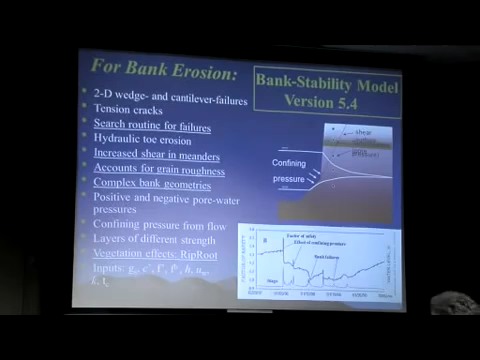 For Bank Erosion:
Bank-Stability Model
Version 5.4
2-D wedge- and cantilever-failures
Tension cracks
Search routine for failures
Hydraulic toe erosion
Increased shear in meanders
Accounts for grain roughness
Complex bank geometries
Positive and negative pore-water
pressures
Confining pressure from flow
Layers of different strength
Vegetation effects: RipRoot
Inputs:
shear
Confining
pressure
Factor of safety
Effect of confining pressure
Bank failures
Stage